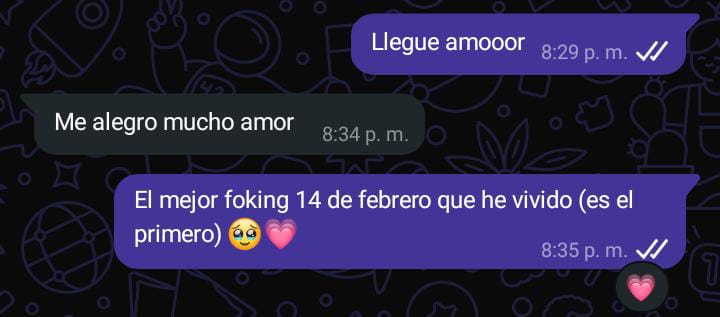 Llegue amooor 8:29 p. m.
Me alegro mucho amor 8:34 p. m.
El mejor foking 14 de febrero que he vivido (es el
primero) 🥹💗 8:35 p. m.
💗